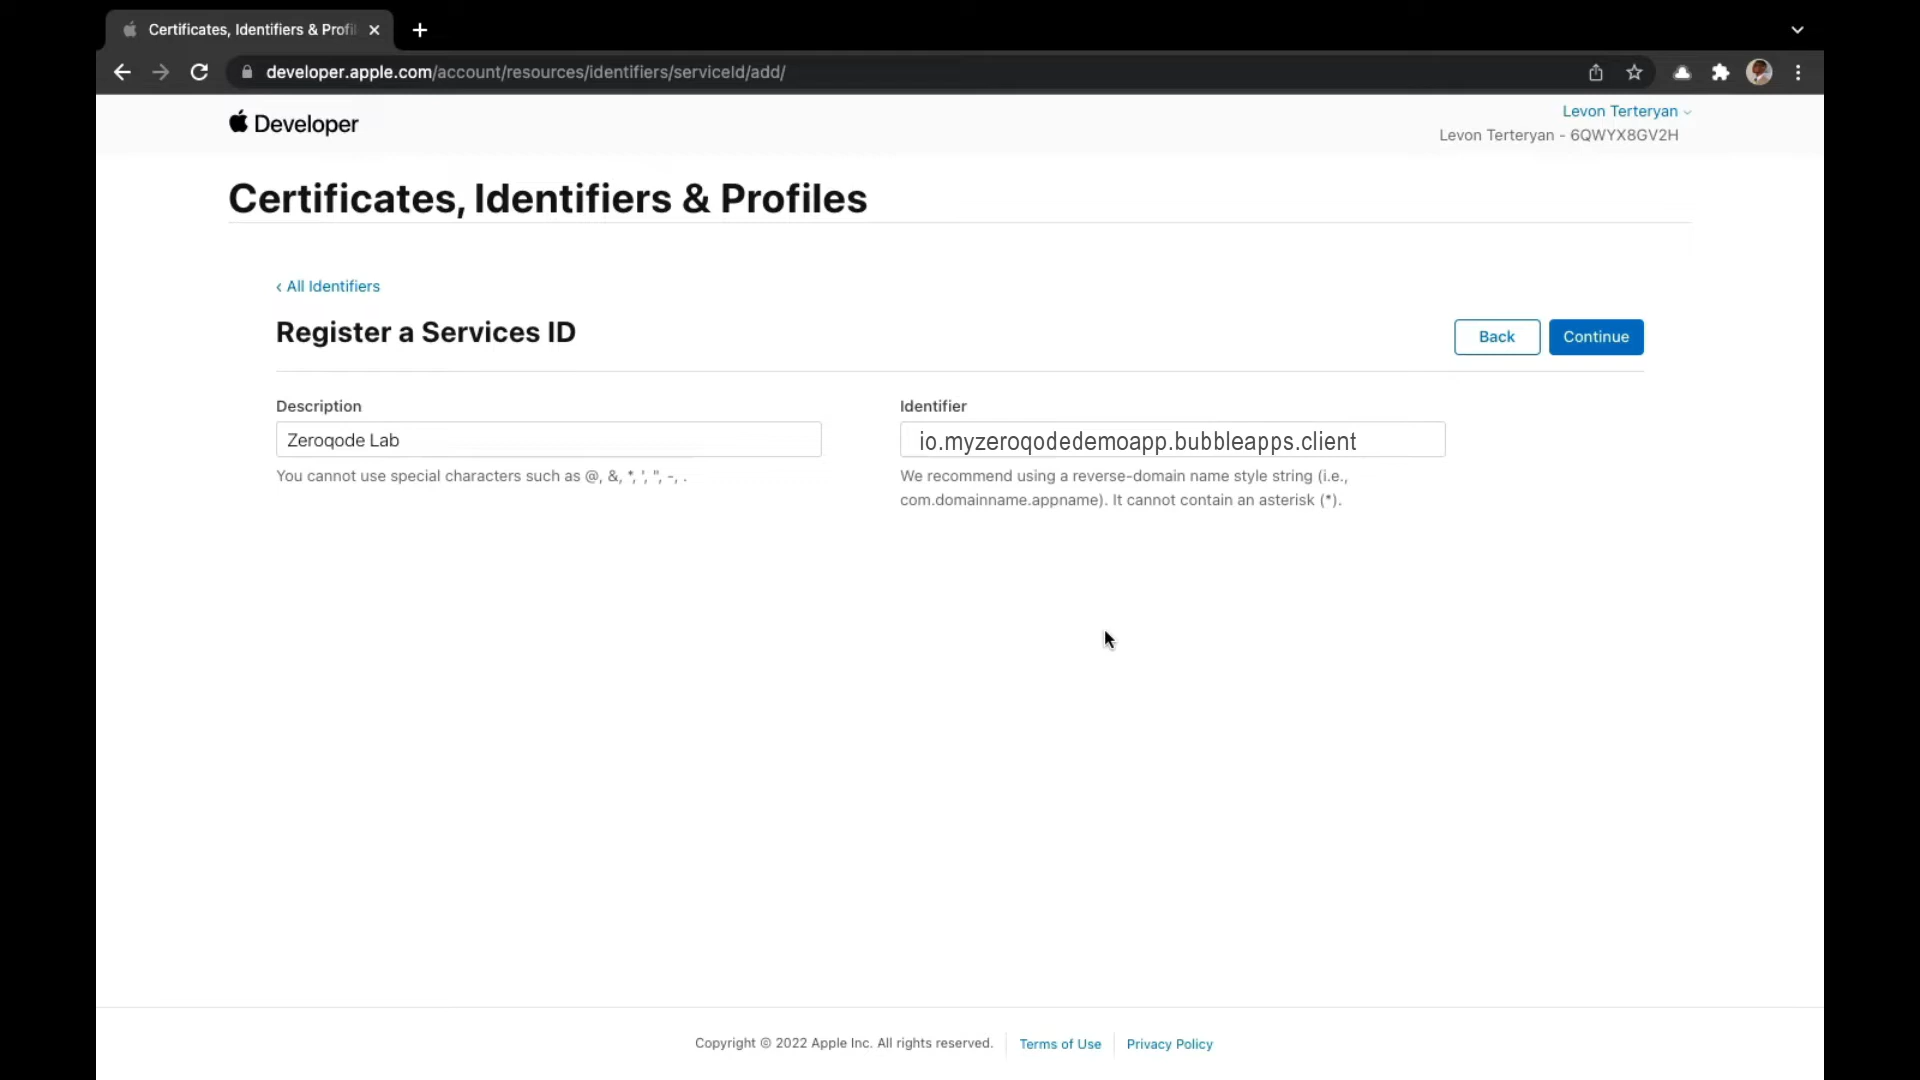 Certificates, Identifiers & Profil
developer.apple.com/account/resources/identifiers/serviceId/add/
Developer
Levon Terteryan
Levon Terteryan - 6QWYX8GV2H
Certificates, Identifiers & Profiles
‹ All Identifiers
Register a Services ID
Back
Continue
Description
Identifier
Zeroqode Lab
io.myzeroqodedemoapp.bubbleapps.client
You cannot use special characters such as @, &, *, ', ", -, .
We recommend using a reverse-domain name style string (i.e.,
com.domainname.appname). It cannot contain an asterisk (*).
Copyright © 2022 Apple Inc. All rights reserved.
Terms of Use
Privacy Policy